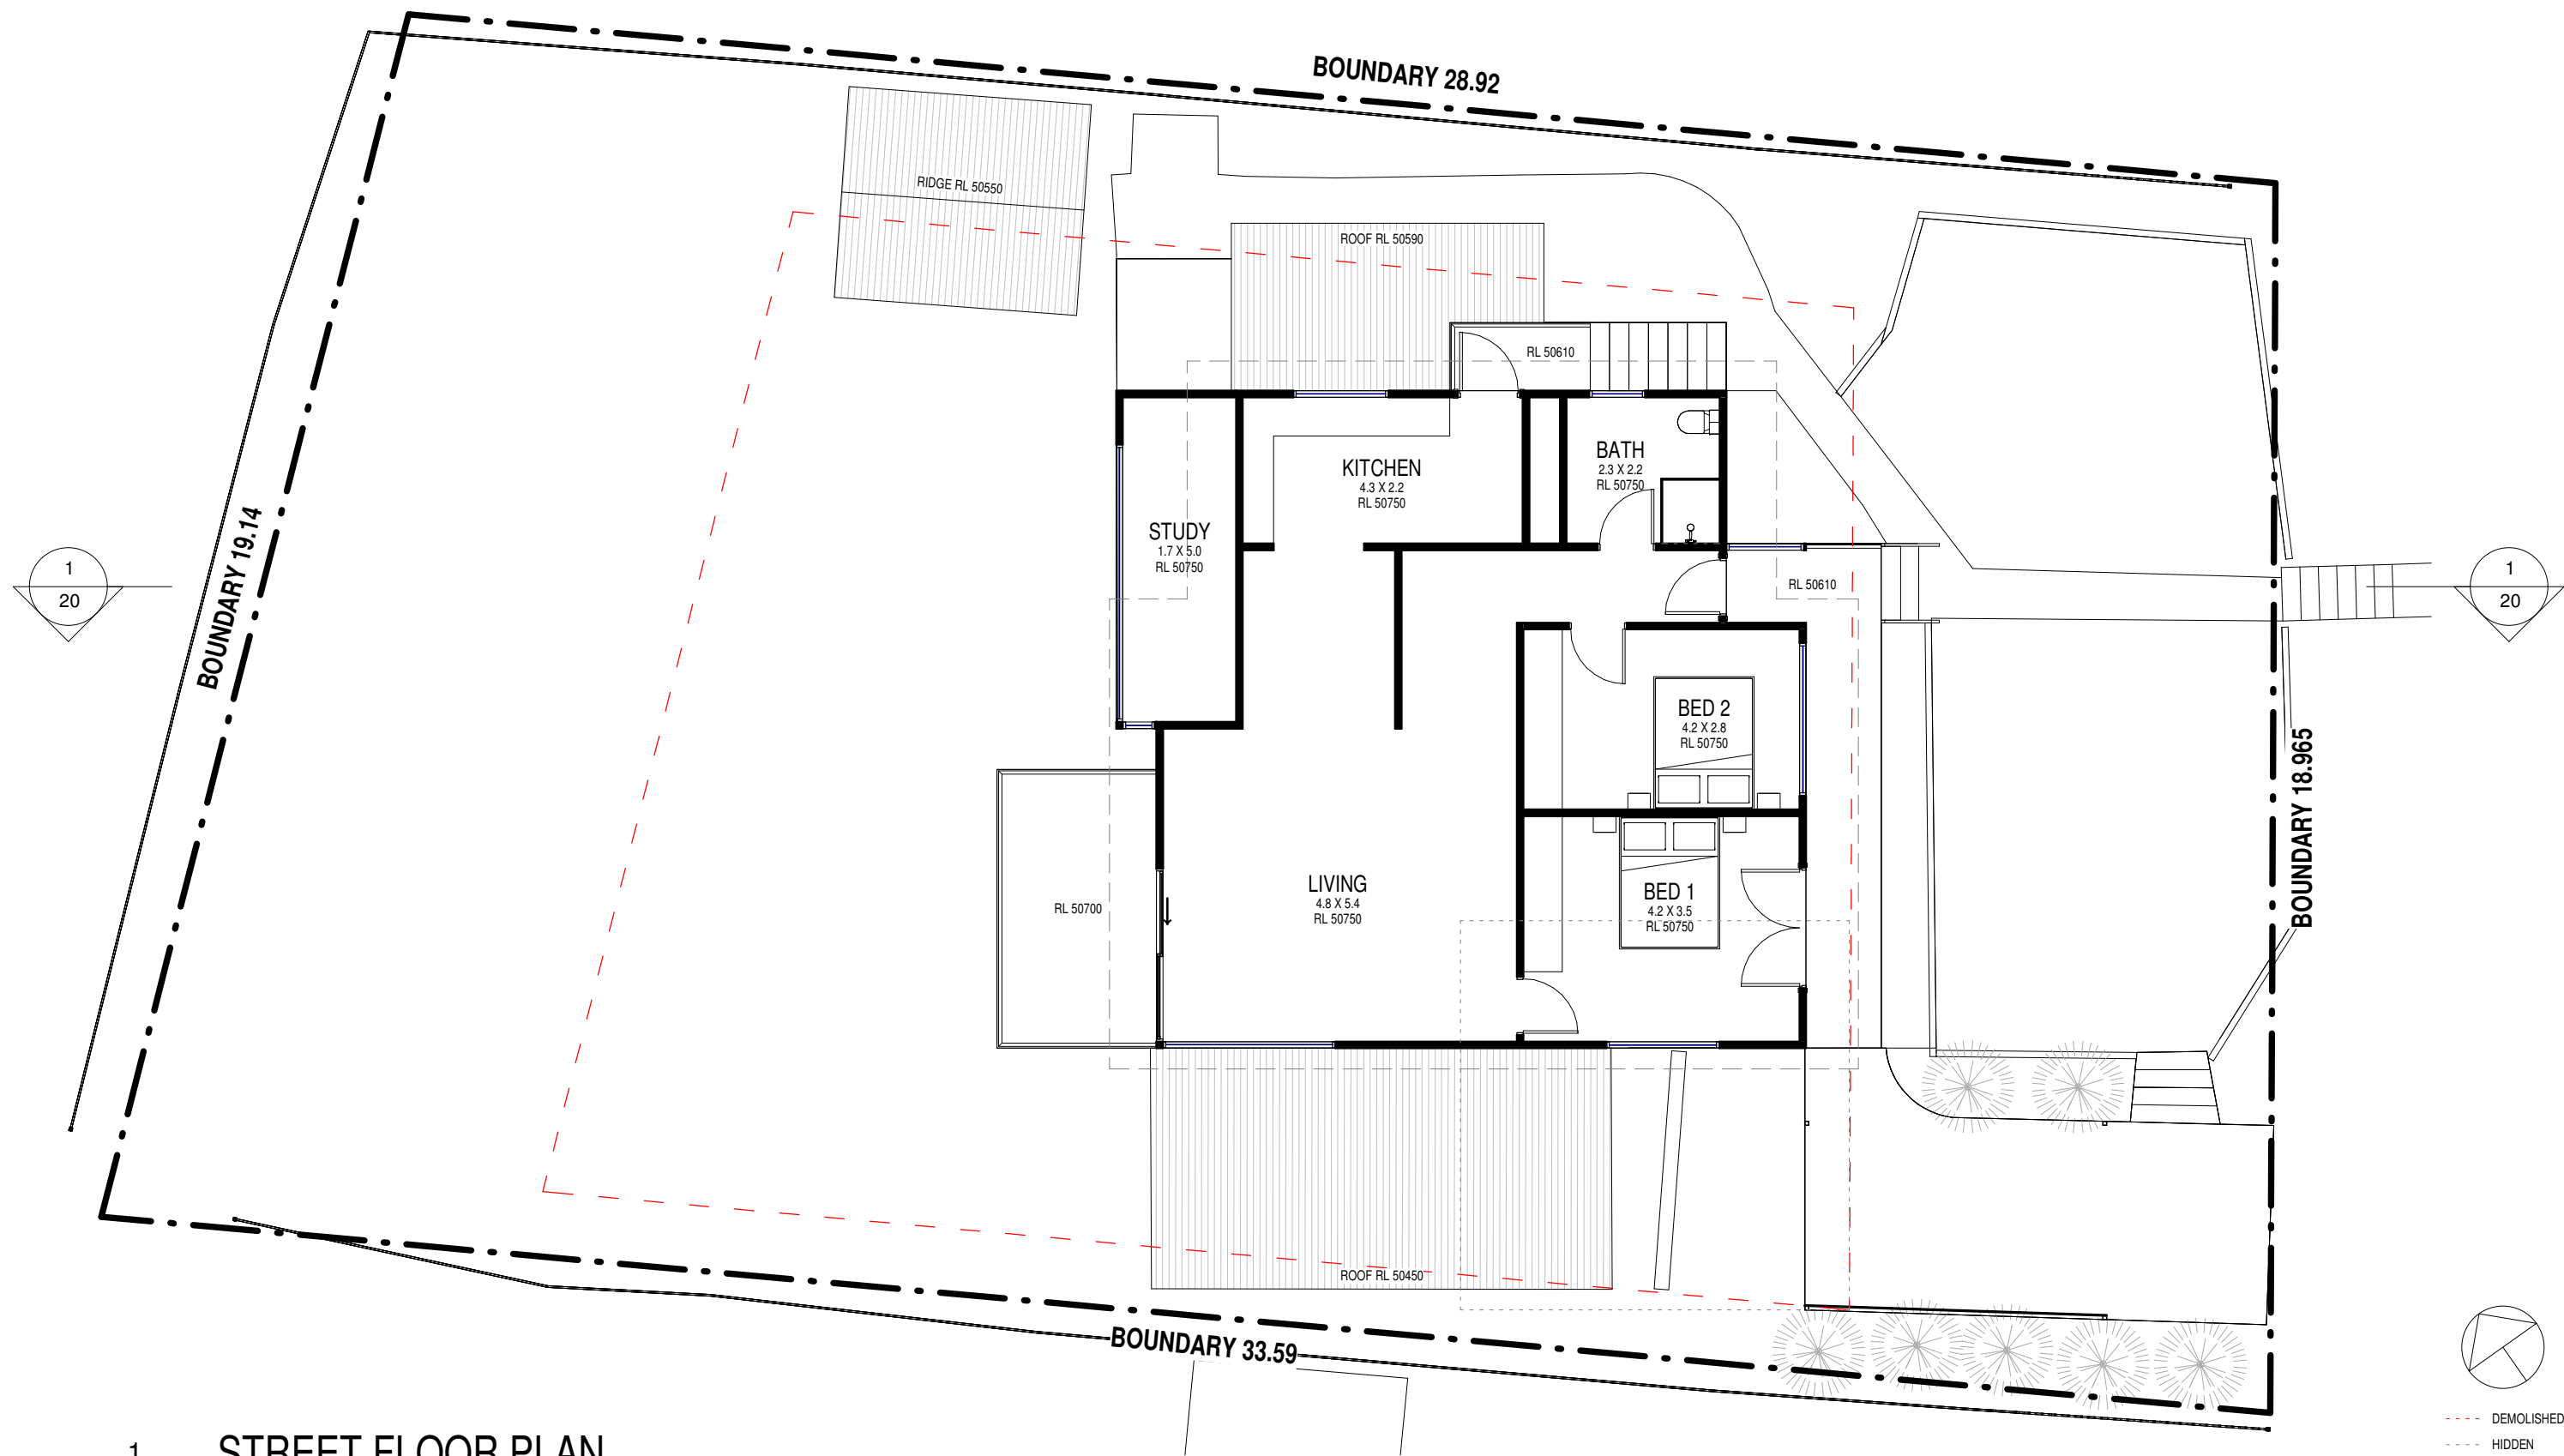 BOUNDARY 28.92
RIDGE RL 50550
ROOF RL 50590
RL 50610
KITCHEN
4.3 X 2.2
RL 50750
BATH
2.3 X 2.2
RL 50750
STUDY
1.7 X 5.0
RL 50750
BOUNDARY 19.14
1
20
RL 50610
1
20
BED 2
4.2 X 2.8
RL 50750
BOUNDARY 18.965
LIVING
4.8 X 5.4
RL 50750
BED 1
4.2 X 3.5
RL 50750
RL 50700
ROOF RL 50450
BOUNDARY 33.59
DEMOLISHED
HIDDEN
1
STREET FLOOR PLAN